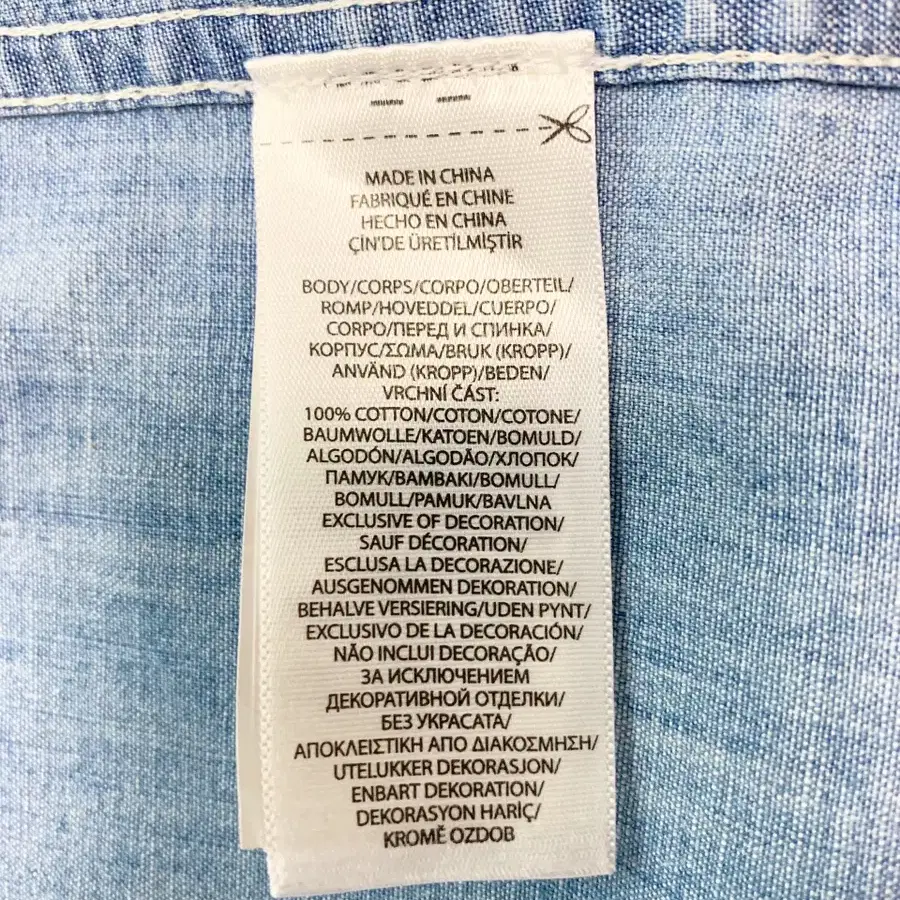 MADE IN CHINA
FABRIQUÉ EN CHINE
HECHO EN CHINA
ÇİN'DE ÜRETİLMİŞTİR
BODY/CORPS/CORPO/OBERTEIL/
ROMP/HOVEDDEL/CUERPO/
CORPO/ПЕРЕД И СПИНКА/
КОРПУС/ΣΩΜΑ/BRUK (KROPP)/
ANVÄND (KROPP)/BEDEN/
VRCHNÍ ČÁST:
100% COTTON/COTON/COTONE/
BAUMWOLLE/KATOEN/BOMULD/
ALGODÓN/ALGODÃO/ХЛОПОК/
ПАМУК/ΒΑΜΒΑΚΙ/BOMULL/
BOMULL/PAMUK/BAVLNA
EXCLUSIVE OF DECORATION/
SAUF DÉCORATION/
ESCLUSA LA DECORAZIONE/
AUSGENOMMEN DEKORATION/
BEHALVE VERSIERING/UDEN PYNT/
EXCLUSIVO DE LA DECORACIÓN/
NÃO INCLUI DECORAÇÃO/
ЗА ИСКЛЮЧЕНИЕМ
ДЕКОРАТИВНОЙ ОТДЕЛКИ/
БЕЗ УКРАСАТА/
ΑΠΟΚΛΕΙΣΤΙΚΗ ΑΠΟ ΔΙΑΚΟΣΜΗΣΗ/
UTELUKKER DEKORASJON/
ENBART DEKORATION/
DEKORASYON HARİÇ/
KROMĚ OZDOB